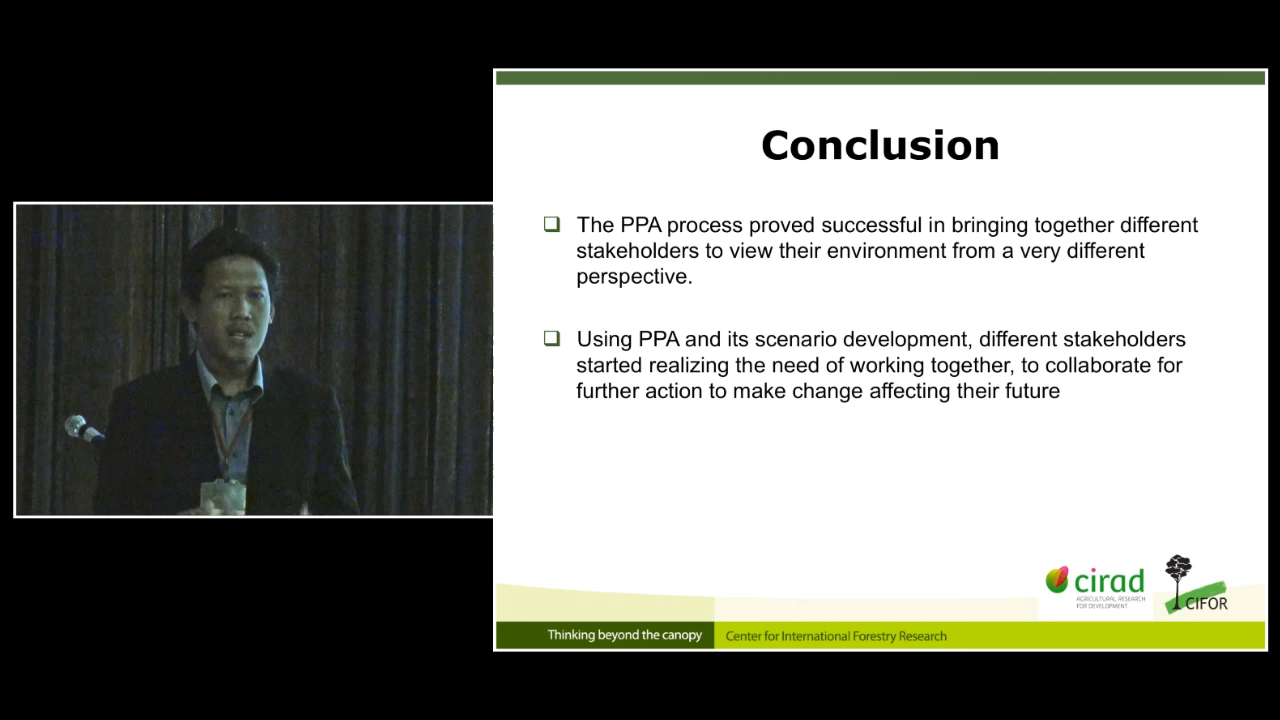 Conclusion
The PPA process proved successful in bringing together different
stakeholders to view their environment from a very different
perspective.
Using PPA and its scenario development, different stakeholders
started realizing the need of working together, to collaborate for
further action to make change affecting their future
cirad
AGRICULTURAL RESEARCH
FOR DEVELOPMENT
CIFOR
Thinking beyond the canopy
Center for International Forestry Research